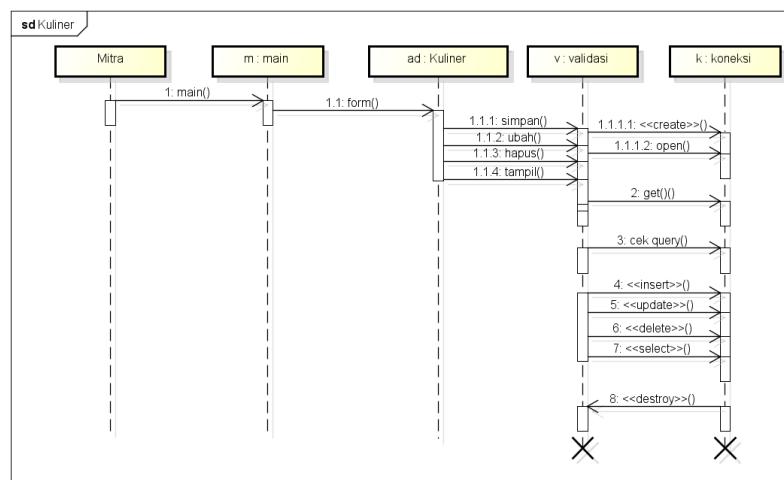 sd Kuliner
Mitra
m : main
ad : Kuliner
v : validasi
k : koneksi
1: main()
1.1: form()
1.1.1: simpan()
1.1.1.1: <<create>>()
1.1.2: ubah()
1.1.1.2: open()
1.1.3: hapus()
1.1.4: tampil()
2: get()()
3: cek query()
4: <<insert>>()
5: <<update>>()
6: <<delete>>()
7: <<select>>()
8: <<destroy>>()